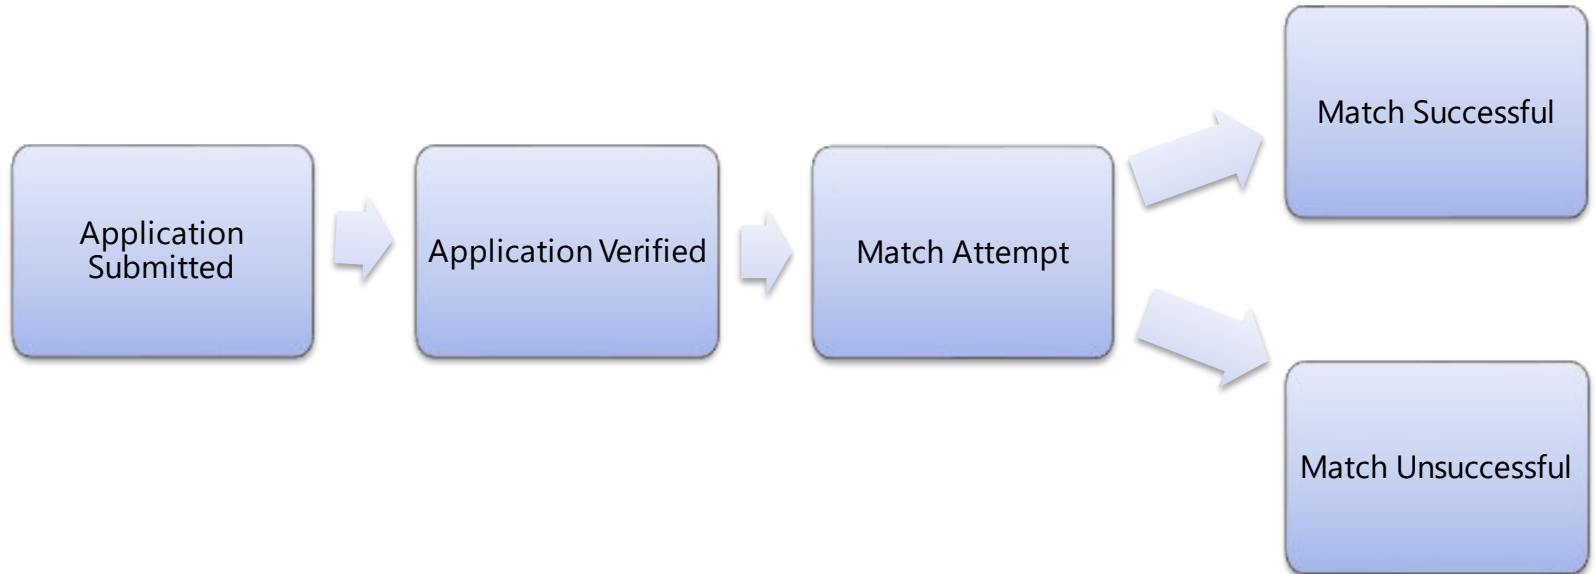 Application
Submitted
Application Verified
Match Attempt
Match Successful
Match Unsuccessful